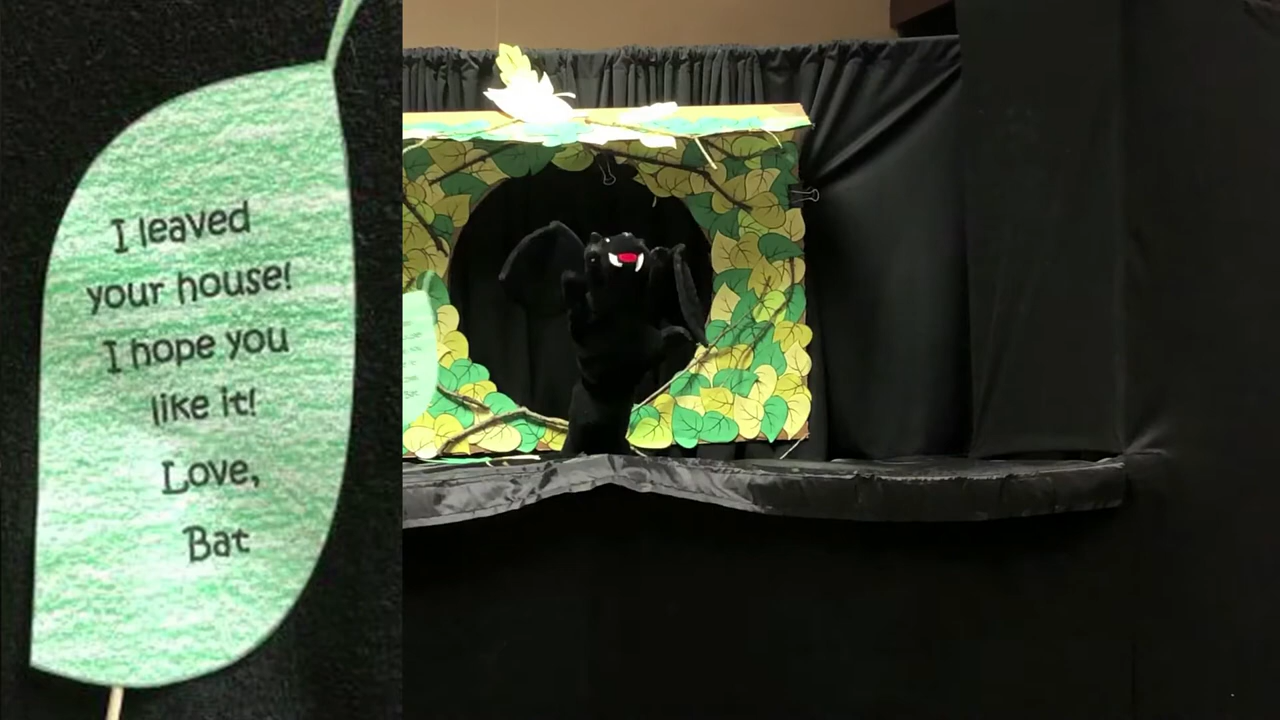 I leaved
your house!
I hope you
like it!
Love,
Bat